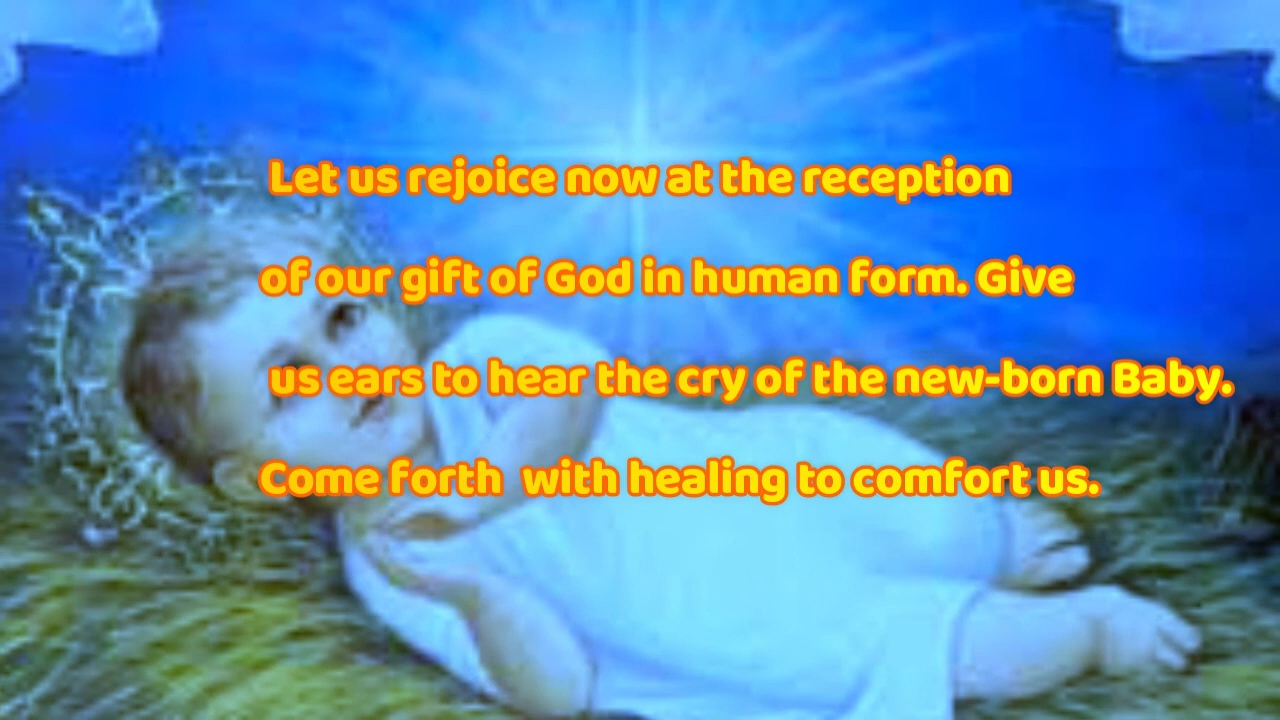 Let us rejoice now at the reception
of our gift of God in human form. Give
us ears to hear the cry of the new-born Baby.
Come forth  with healing to comfort us.